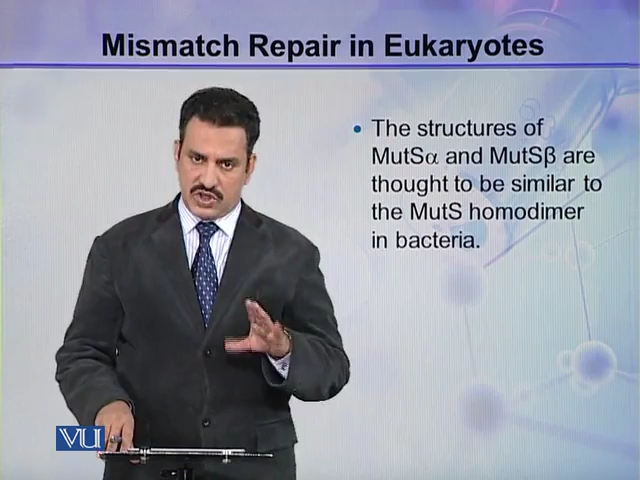 Mismatch Repair in Eukaryotes
• The structures of
MutSα and MutSβ are
thought to be similar to
the MutS homodimer
in bacteria.
VU